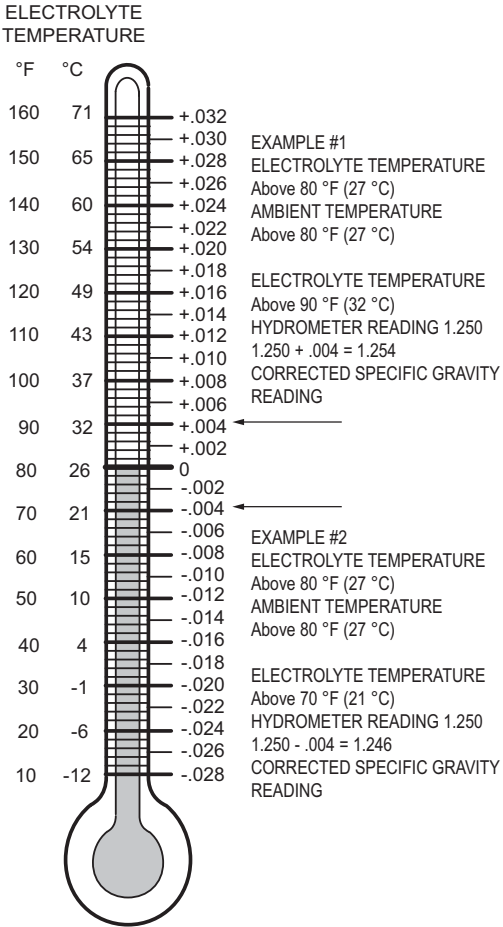 ELECTROLYTE
TEMPERATURE
°F °C
160 71 +.032
+.030
150 65 +.028
+.026
140 60 +.024
+.022
130 54 +.020
+.018
120 49 +.016
+.014
110 43 +.012
+.010
100 37 +.008
+.006
90 32 +.004
+.002
80 26 0
-.002
70 21 -.004
-.006
60 15 -.008
-.010
50 10 -.012
-.014
40 4 -.016
-.018
30 -1 -.020
-.022
20 -6 -.024
-.026
10 -12 -.028
EXAMPLE #1
ELECTROLYTE TEMPERATURE
Above 80 °F (27 °C)
AMBIENT TEMPERATURE
Above 80 °F (27 °C)
ELECTROLYTE TEMPERATURE
Above 90 °F (32 °C)
HYDROMETER READING 1.250
1.250 + .004 = 1.254
CORRECTED SPECIFIC GRAVITY
READING
EXAMPLE #2
ELECTROLYTE TEMPERATURE
Above 80 °F (27 °C)
AMBIENT TEMPERATURE
Above 80 °F (27 °C)
ELECTROLYTE TEMPERATURE
Above 70 °F (21 °C)
HYDROMETER READING 1.250
1.250 - .004 = 1.246
CORRECTED SPECIFIC GRAVITY
READING